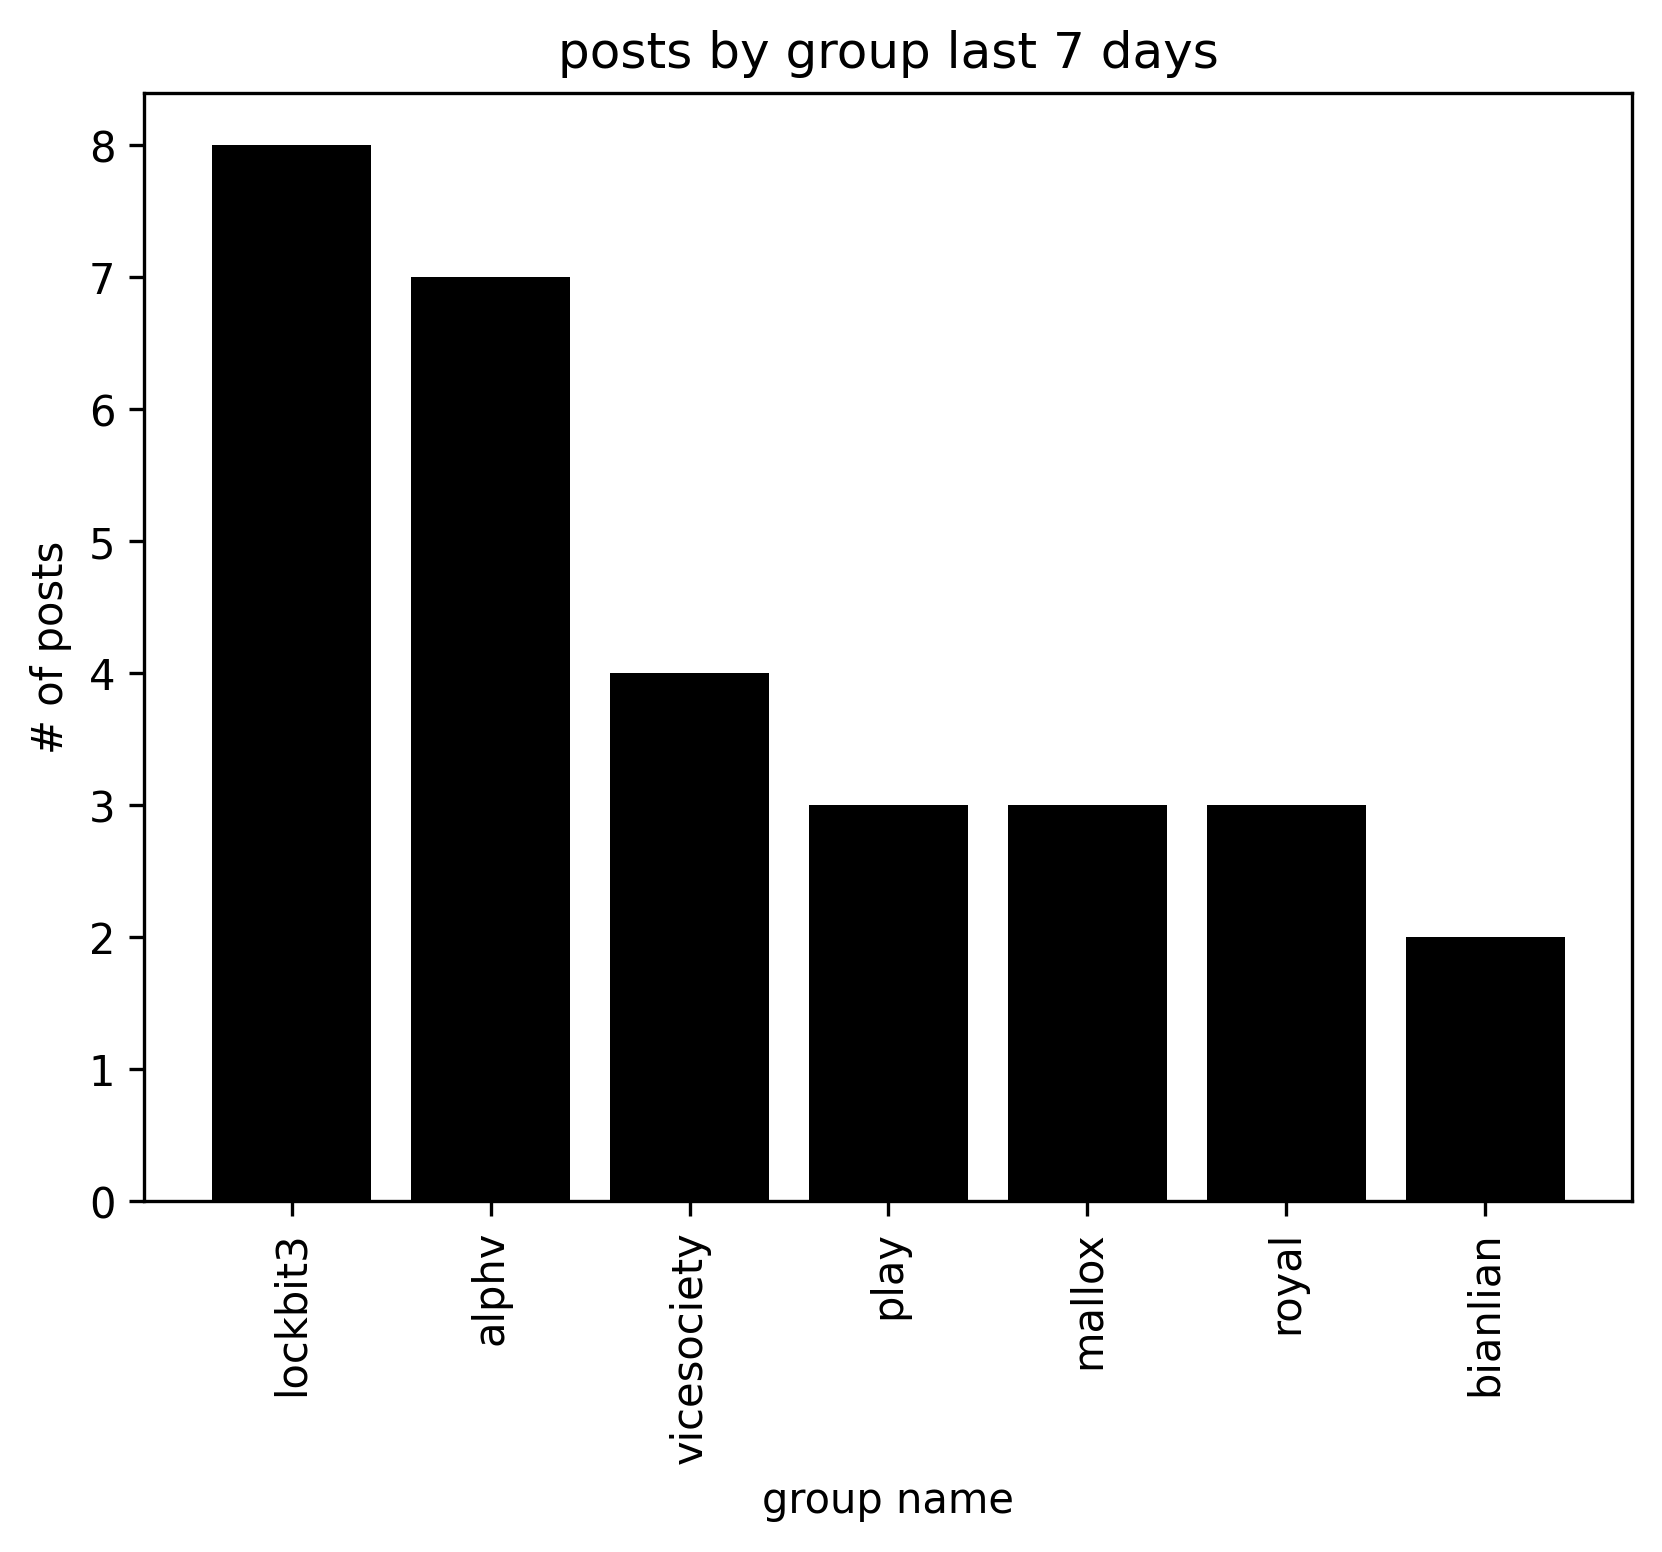 posts by group last 7 days
# of posts
8
7
6
5
4
3
2
1
0
lockbit3
alphv
vicesociety
play
mallox
royal
bianlian
group name